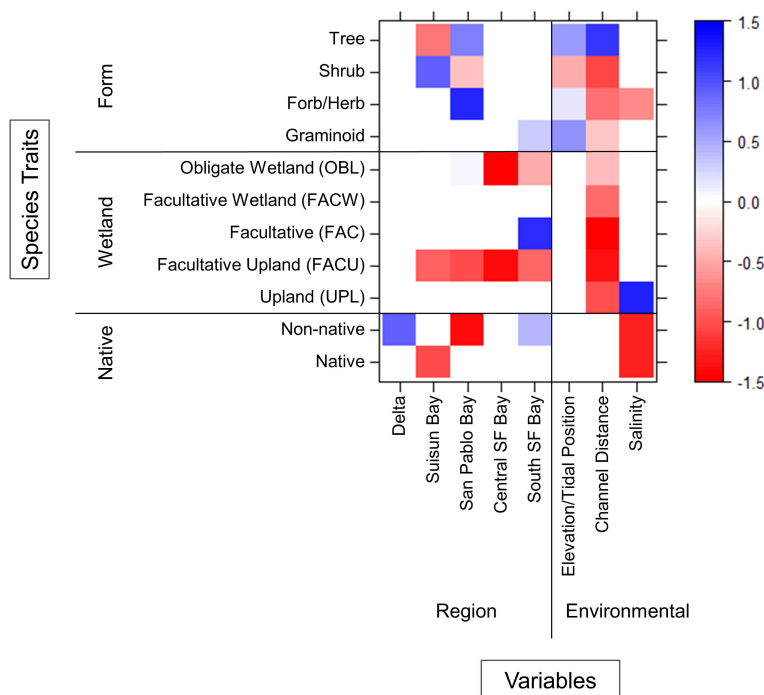 Species Traits
Form
Wetland
Native
Tree
Shrub
Forb/Herb
Graminoid
Obligate Wetland (OBL)
Facultative Wetland (FACW)
Facultative (FAC)
Facultative Upland (FACU)
Upland (UPL)
Non-native
Native
1.5
1.0
0.5
0.0
-0.5
-1.0
-1.5
Delta
Suisun Bay
San Pablo Bay
Central SF Bay
South SF Bay
Elevation/Tidal Position
Channel Distance
Salinity
Region
Environmental
Variables